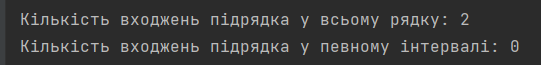 Кількість входжень підрядка у всьому рядку: 2
Кількість входжень підрядка у певному інтервалі: 0